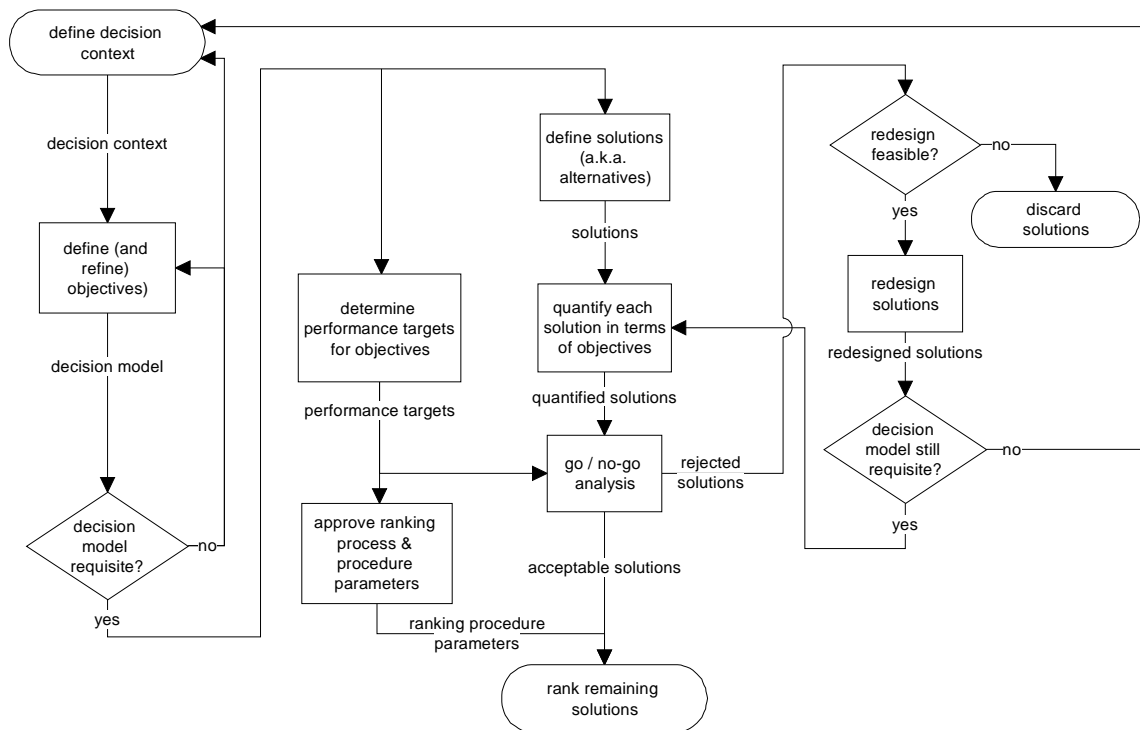 define decision
context
decision context
define (and
refine)
objectives)
decision model
decision
model
requisite?
no
yes
determine
performance targets
for objectives
performance targets
approve ranking
process &
procedure
parameters
ranking procedure
parameters
define solutions
(a.k.a.
alternatives)
solutions
quantify each
solution in terms
of objectives
quantified solutions
go / no-go
analysis
rejected
solutions
acceptable solutions
rank remaining
solutions
redesign
feasible?
no
discard
solutions
yes
redesign
solutions
redesigned solutions
decision
model still
requisite?
no
yes